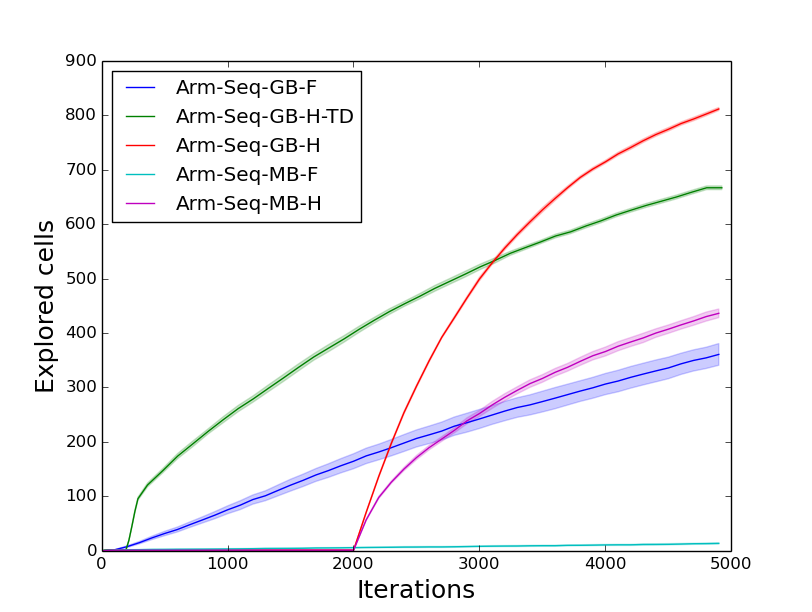 Arm-Seq-GB-F
Arm-Seq-GB-H-TD
Arm-Seq-GB-H
Arm-Seq-MB-F
Arm-Seq-MB-H
Explored cells
900
800
700
600
500
400
300
200
100
0
0 1000 2000 3000 4000 5000
Iterations